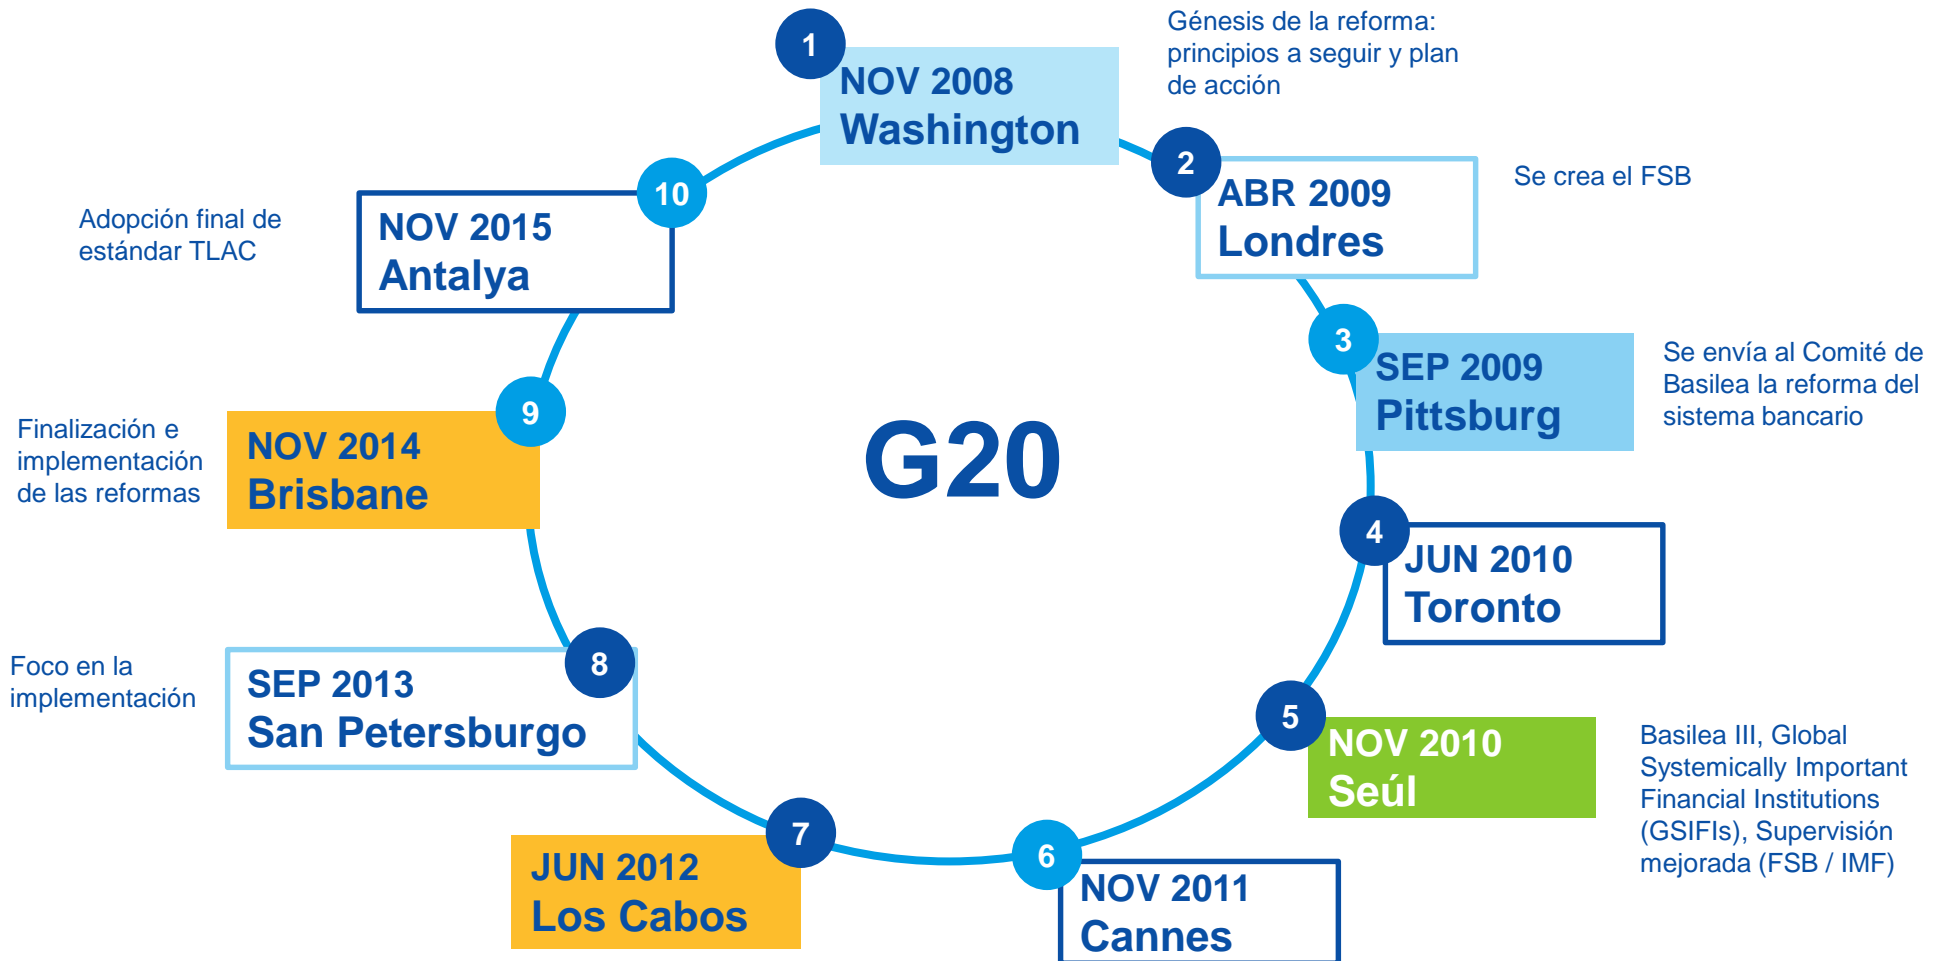 1
NOV 2008
Washington
Génesis de la reforma:
principios a seguir y plan
de acción
2
ABR 2009
Londres
Se crea el FSB
3
SEP 2009
Pittsburg
Se envía al Comité de
Basilea la reforma del
sistema bancario
4
JUN 2010
Toronto
5
NOV 2010
Seúl
Basilea III, Global
Systemically Important
Financial Institutions
(GSIFIs), Supervisión
mejorada (FSB / IMF)
6
NOV 2011
Cannes
7
JUN 2012
Los Cabos
8
SEP 2013
San Petersburgo
Foco en la
implementación
9
NOV 2014
Brisbane
Finalización e
implementación
de las reformas
10
NOV 2015
Antalya
Adopción final de
estándar TLAC
G20